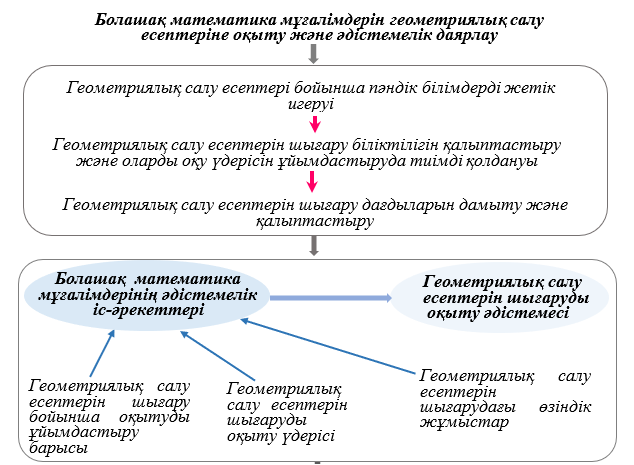 Болашақ математика мұғалімдерін геометриялық салу
есептеріне оқыту және әдістемелік даярлау
Геометриялық салу есептері бойынша пәндік білімдерді жетік
игеруі
Геометриялық салу есептерін шығару біліктілігін қалыптастыру
және оларды оқу үдерісін ұйымдастыруда тиімді қолдануы
Геометриялық салу есептерін шығару дағдыларын дамыту және
қалыптастыру
Болашақ математика
мұғалімдерінің әдістемелік
іс-әрекеттері
Геометриялық салу
есептерін шығаруды
оқыту әдістемесі
Геометриялық салу
есептерін шығару
бойынша оқытуды
ұйымдастыру
барысы
Геометриялық
салу есептерін
шығаруды
оқыту үдерісі
Геометриялық салу
есептерін
шығарудағы өзіндік
жұмыстар